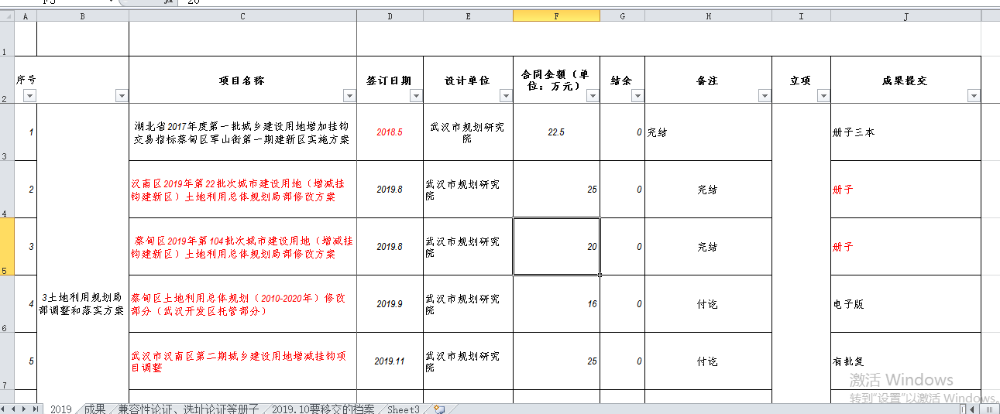 F5
20
A B C D E F G H I J
1
2
序号 项目名称 签订日期 设计单位 合同金额（单 结余 备注 立项 成果提交
位：万元）
3
1 湖北省2017年度第一批城乡建设用地增加挂钩 2018.5 武汉市规划研究 22.5 0 完结 册子三本
交易指标蔡甸区军山街第一期建新区实施方案 院
4
2 汉南区2019年第22批次城市建设用地（增减挂 2019.8 武汉市规划研究 25 0 完结 册子
钩建新区）土地利用总体规划局部修改方案 院
5
3 蔡甸区2019年第104批次城市建设用地（增减挂 2019.8 武汉市规划研究 20 0 完结 册子
钩建新区）土地利用总体规划局部修改方案 院
6
3土地利用规划局
部调整和落实方案
4 蔡甸区土地利用总体规划（2010-2020年）修改 2019.9 武汉市规划研究 16 0 付讫 电子版
部分（武汉开发区托管部分） 院
7
5 武汉市汉南区第二期城乡建设用地增减挂钩项 2019.11 武汉市规划研究 25 0 付讫 有批复
目调整 院
激活 Windows
转到"设置"以激活 Windows。
2019 成果 兼容性论证、选址论证等册子 2019.10要移交的档案 Sheet3